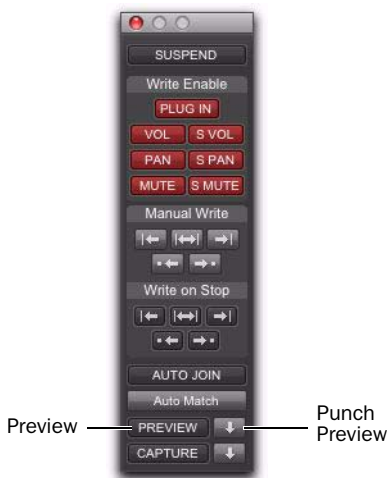 SUSPEND
Write Enable
PLUG IN
VOL S VOL
PAN S PAN
MUTE S MUTE
Manual Write
Write on Stop
AUTO JOIN
Auto Match
Preview PREVIEW Punch
Preview
CAPTURE